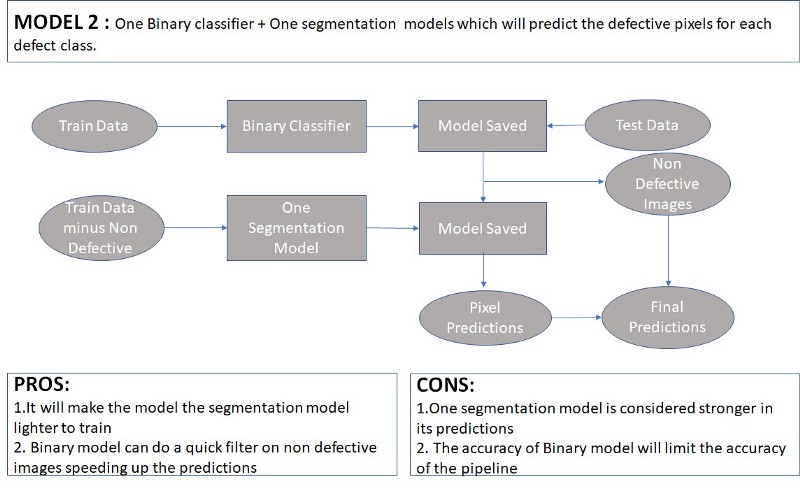 MODEL 2 : One Binary classifier + One segmentation models which will predict the defective pixels for each
defect class.
Train Data
Binary Classifier
Model Saved
Test Data
Non
Defective
Images
Train Data
minus Non
Defective
One
Segmentation
Model
Model Saved
Pixel
Predictions
Final
Predictions
PROS:
1.It will make the model the segmentation model
lighter to train
2. Binary model can do a quick filter on non defective
images speeding up the predictions
CONS:
1.One segmentation model is considered stronger in
its predictions
2. The accuracy of Binary model will limit the accuracy
of the pipeline